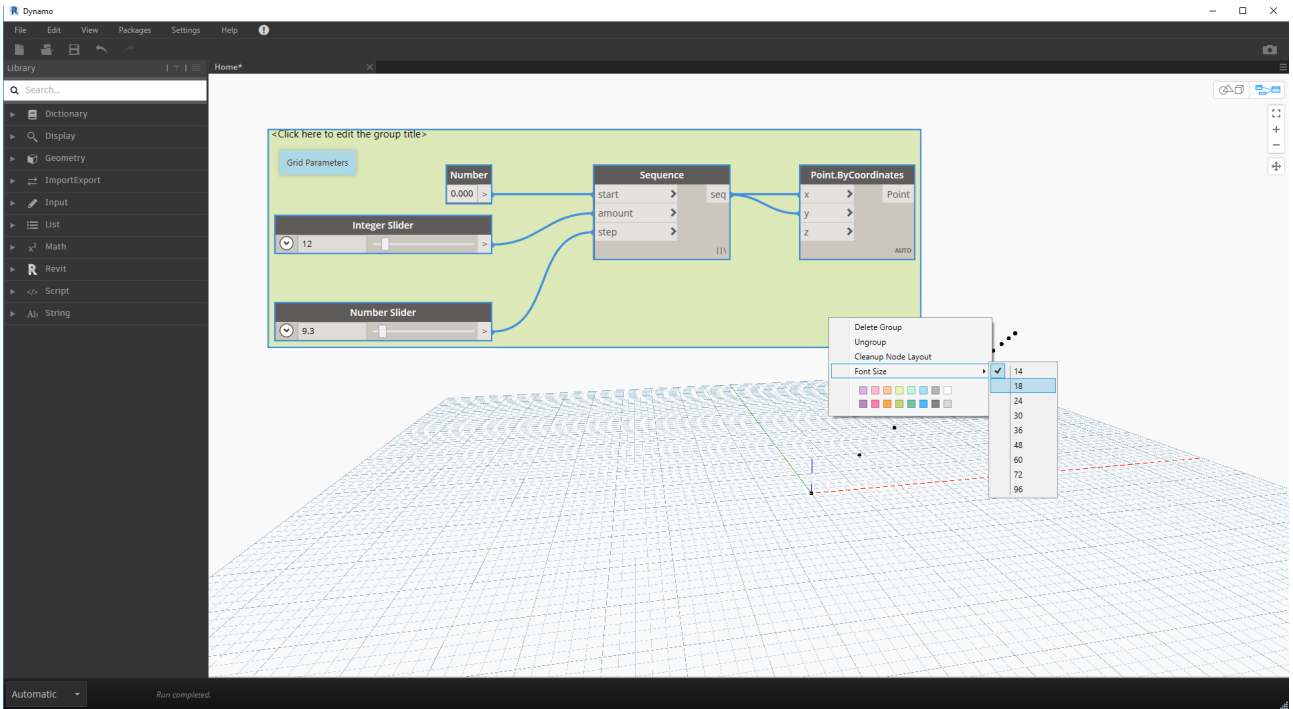 Dynamo
File Edit View Packages Settings Help
Library
Home*
Search...
Dictionary
Display
Geometry
ImportExport
Input
List
Math
Revit
Script
String
<Click here to edit the group title>
Grid Parameters
Number
0.000 >
Integer Slider
12 >
Number Slider
9.3 >
Sequence
start > seq
amount >
step >
Point.ByCoordinates
x > Point
y >
z >
AUTO
Delete Group
Ungroup
Cleanup Node Layout
Font Size
14
18
24
30
36
48
60
72
96
Automatic
Run completed.